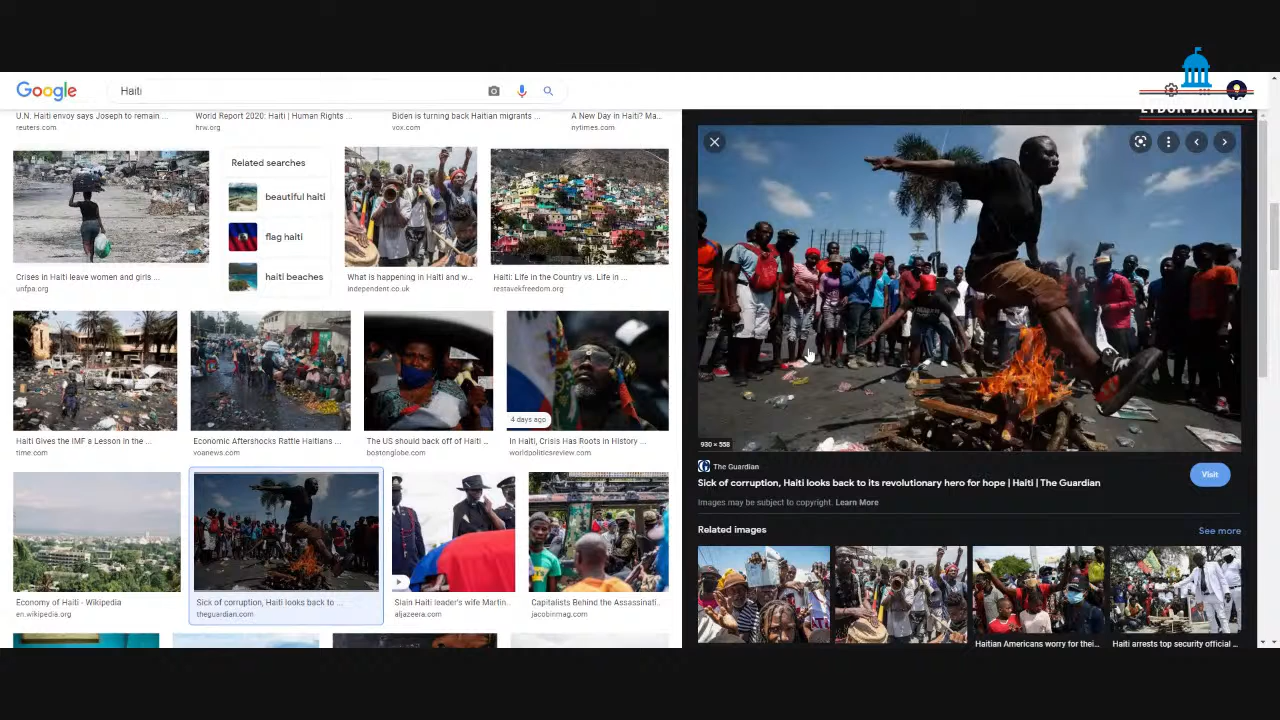 Google
Haiti
U.N. Haiti envoy says Joseph to remain ...
reuters.com
World Report 2020: Haiti | Human Rights ...
hrw.org
Biden is turning back Haitian migrants ...
vox.com
A New Day in Haiti? Ma...
nytimes.com
Related searches
beautiful haiti
flag haiti
haiti beaches
Crises in Haiti leave women and girls ...
unfpa.org
What is happening in Haiti and w...
independent.co.uk
Haiti: Life in the Country vs. Life in ...
restavekfreedom.org
4 days ago
Haiti Gives the IMF a Lesson in the ...
time.com
Economic Aftershocks Rattle Haitians ...
voanews.com
The US should back off of Haiti ...
bostonglobe.com
In Haiti, Crisis Has Roots in History ...
worldpoliticsreview.com
Economy of Haiti - Wikipedia
en.wikipedia.org
Sick of corruption, Haiti looks back to ...
theguardian.com
Slain Haiti leader's wife Martin...
aljazeera.com
Capitalists Behind the Assassinati...
jacobinmag.com
930 × 558
The Guardian
Visit
Sick of corruption, Haiti looks back to its revolutionary hero for hope | Haiti | The Guardian
Images may be subject to copyright. Learn More
Related images
See more
Haitian Americans worry for thei...
Haiti arrests top security official ...